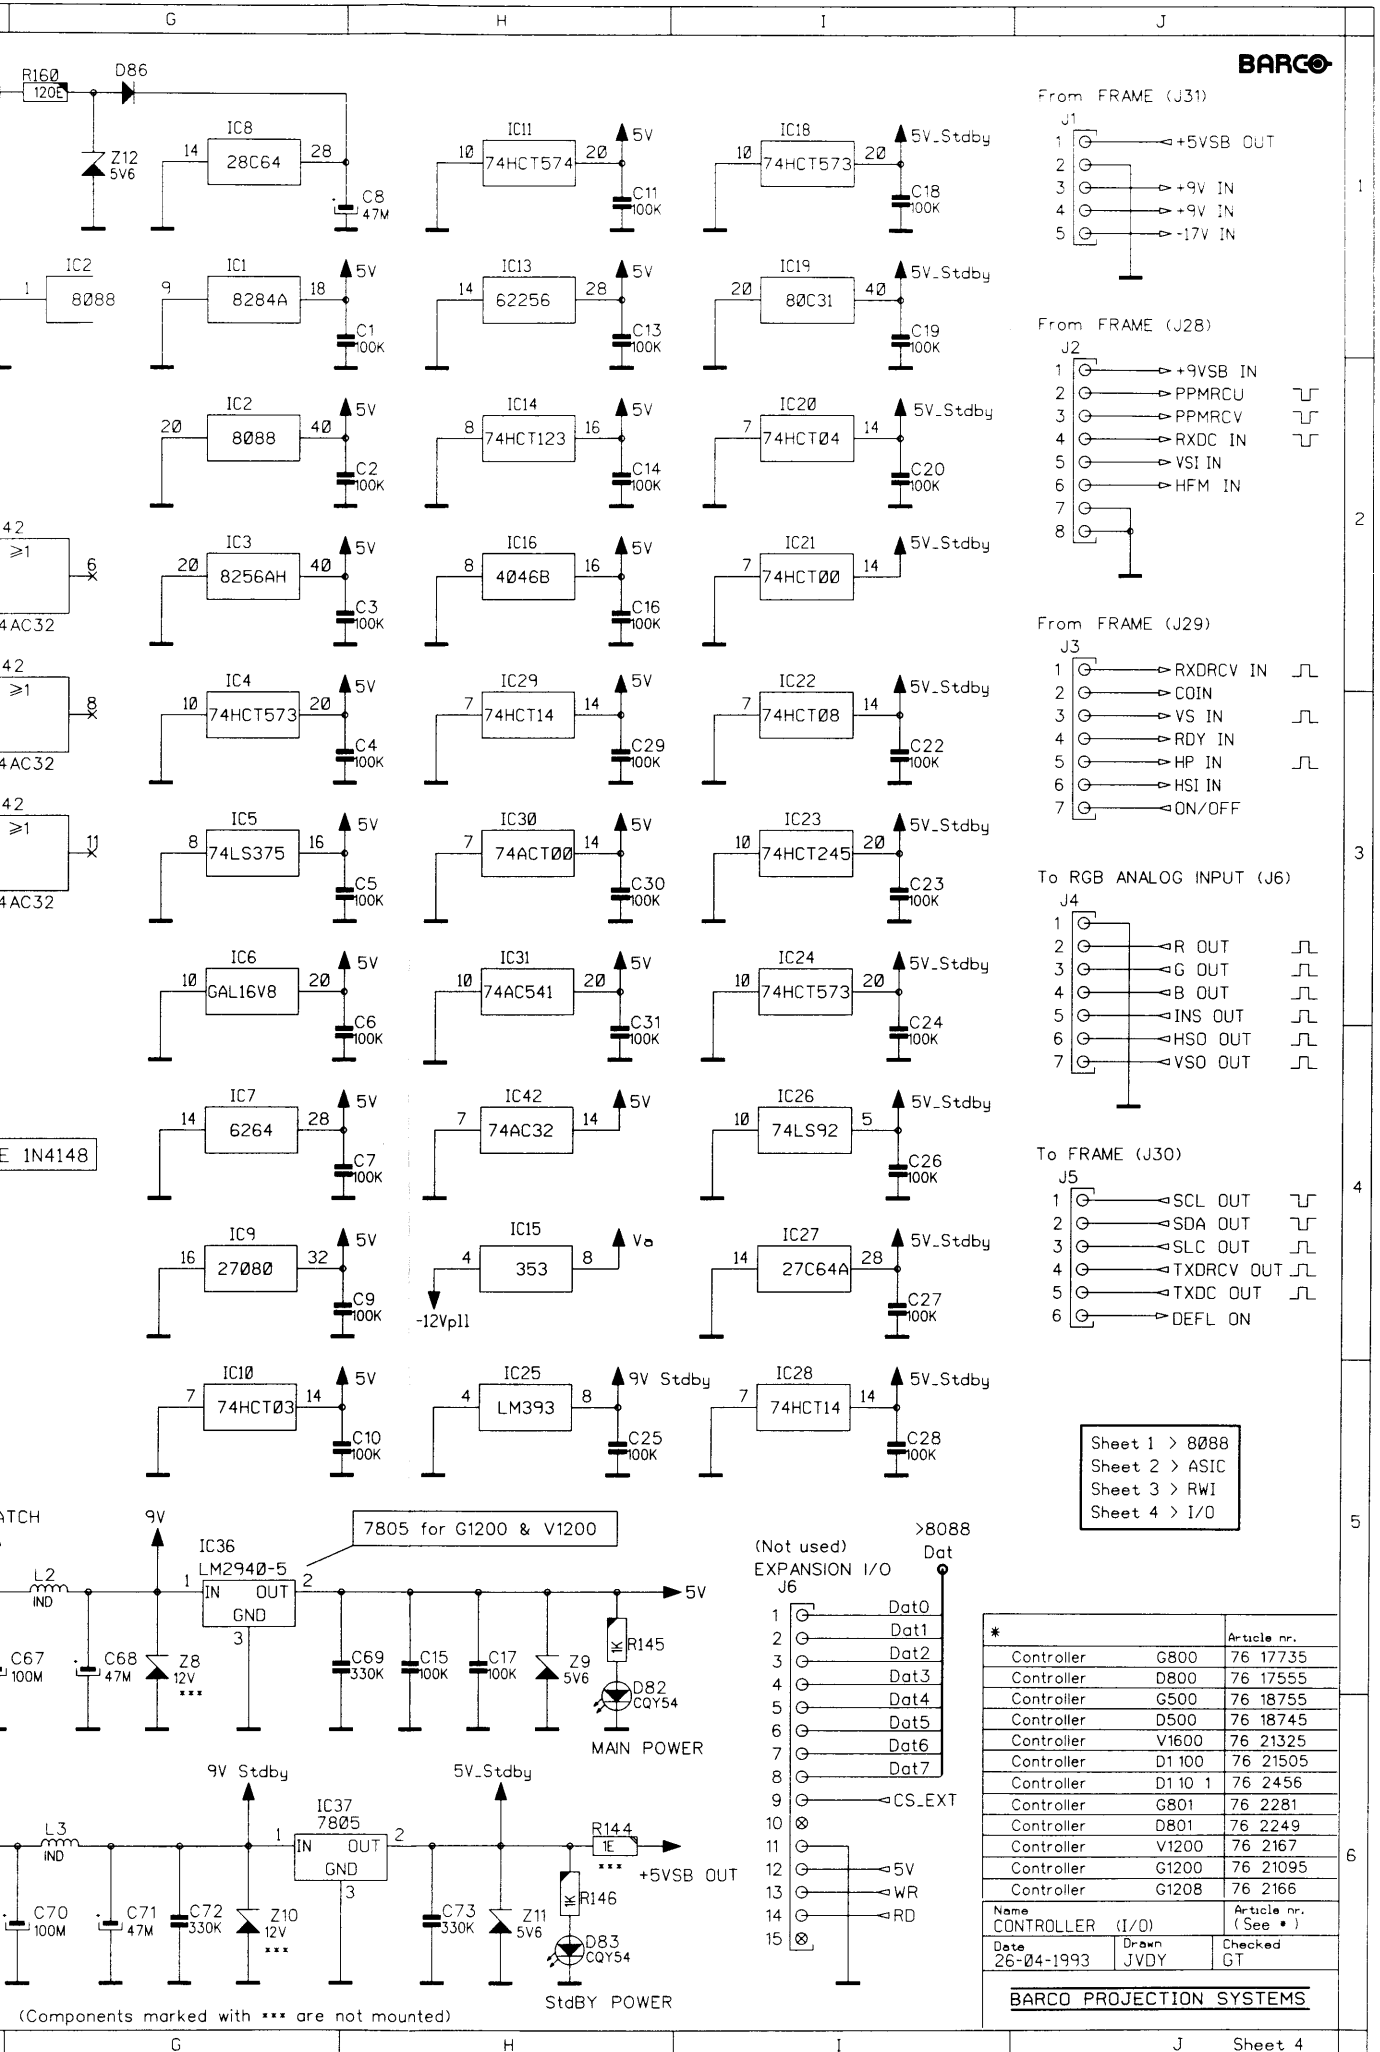 G H I J
BARCO
R160
120E
D86
Z12
5V6
IC8
14 28C64 28
C8
47M
IC11
10 74HCT574 20
5V
C11
100K
IC18
10 74HCT573 20
5V_Stdby
C18
100K
From FRAME (J31)
J1
1 +5VSB OUT
2
3 +9V IN
4 +9V IN
5 -17V IN
1
IC2
1 8088
IC1
9 8284A 18
5V
C1
100K
IC13
14 62256 28
5V
C13
100K
IC19
20 80C31 40
5V_Stdby
C19
100K
From FRAME (J28)
J2
1 +9VSB IN
2 PPMRCU
3 PPMRCV
4 RXDC IN
5 VSI IN
6 HFM IN
7
8
IC2
20 8088 40
5V
C2
100K
IC14
8 74HCT123 16
5V
C14
100K
IC20
7 74HCT04 14
5V_Stdby
C20
100K
2
42
≥1
6
4AC32
IC3
20 8256AH 40
5V
C3
100K
IC16
8 4046B 16
5V
C16
100K
IC21
7 74HCT00 14
5V_Stdby
From FRAME (J29)
J3
1 RXDRCV IN
2 COIN
3 VS IN
4 RDY IN
5 HP IN
6 HSI IN
7 ON/OFF
42
≥1
8
4AC32
IC4
10 74HCT573 20
5V
C4
100K
IC29
7 74HCT14 14
5V
C29
100K
IC22
7 74HCT08 14
5V_Stdby
C22
100K
42
≥1
11
4AC32
IC5
8 74LS375 16
5V
C5
100K
IC30
7 74ACT00 14
5V
C30
100K
IC23
10 74HCT245 20
5V_Stdby
C23
100K
3
To RGB ANALOG INPUT (J6)
J4
1
2 R OUT
3 G OUT
4 B OUT
5 INS OUT
6 HSO OUT
7 VSO OUT
IC6
10 GAL16V8 20
5V
C6
100K
IC31
10 74AC541 20
5V
C31
100K
IC24
10 74HCT573 20
5V_Stdby
C24
100K
E 1N4148
IC7
14 6264 28
5V
C7
100K
IC42
7 74AC32 14
5V
IC26
10 74LS92 5
5V_Stdby
C26
100K
To FRAME (J30)
J5
1 SCL OUT
2 SDA OUT
3 SLC OUT
4 TXDRCV OUT
5 TXDC OUT
6 DEFL ON
4
IC9
16 27080 32
5V
C9
100K
IC15
4 353 8
Va
-12Vpll
IC27
14 27C64A 28
5V_Stdby
C27
100K
IC10
7 74HCT03 14
5V
C10
100K
IC25
4 LM393 8
9V Stdby
C25
100K
IC28
7 74HCT14 14
5V_Stdby
C28
100K
Sheet 1 > 8088
Sheet 2 > ASIC
Sheet 3 > RWI
Sheet 4 > I/O
5
ATCH
9V
7805 for G1200 & V1200
IC36
LM2940-5
1 IN OUT 2
GND
3
5V
L2
IND
C67
100M
C68
47M
Z8
12V
***
C69
330K
C15
100K
C17
100K
Z9
5V6
1K R145
D82
CQY54
MAIN POWER
(Not used)
EXPANSION I/O
J6
>8088
Dat
1 Dat0
2 Dat1
3 Dat2
4 Dat3
5 Dat4
6 Dat5
7 Dat6
8 Dat7
9 CS_EXT
10
11
12 5V
13 WR
14 RD
15
9V Stdby
5V_Stdby
IC37
7805
1 IN OUT 2
GND
3
L3
IND
C70
100M
C71
47M
C72
330K
Z10
12V
***
C73
330K
Z11
5V6
R144
1E
***
+5VSB OUT
1K R146
D83
CQY54
StdBY POWER
* Article nr.
Controller G800 76 17735
Controller D800 76 17555
Controller G500 76 18755
Controller D500 76 18745
Controller V1600 76 21325
Controller D1 100 76 21505
Controller D1 10 1 76 2456
Controller G801 76 2281
Controller D801 76 2249
Controller V1200 76 2167
Controller G1200 76 21095
Controller G1208 76 2166
6
Name
CONTROLLER (I/O)
Article nr.
(See *)
Date
26-04-1993
Drawn
JVDY
Checked
GT
BARCO PROJECTION SYSTEMS
(Components marked with *** are not mounted)
G H I J Sheet 4